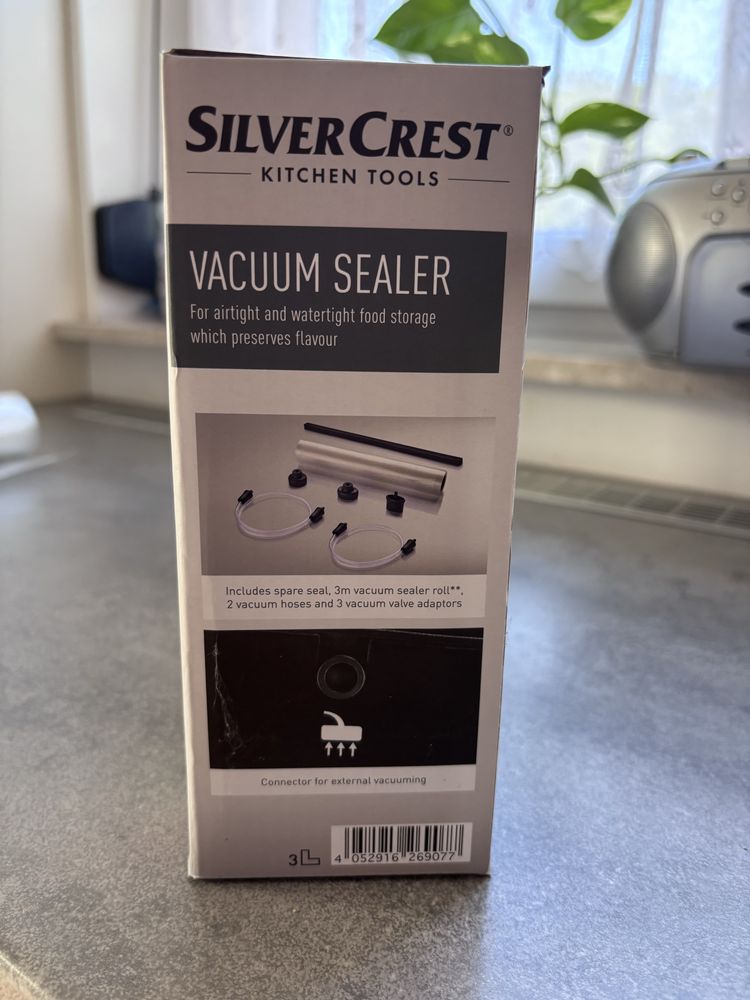 SILVERCREST®
KITCHEN TOOLS
VACUUM SEALER
For airtight and watertight food storage
which preserves flavour
Includes spare seal, 3m vacuum sealer roll**,
2 vacuum hoses and 3 vacuum valve adaptors
Connector for external vacuuming
3
4 052916 269077